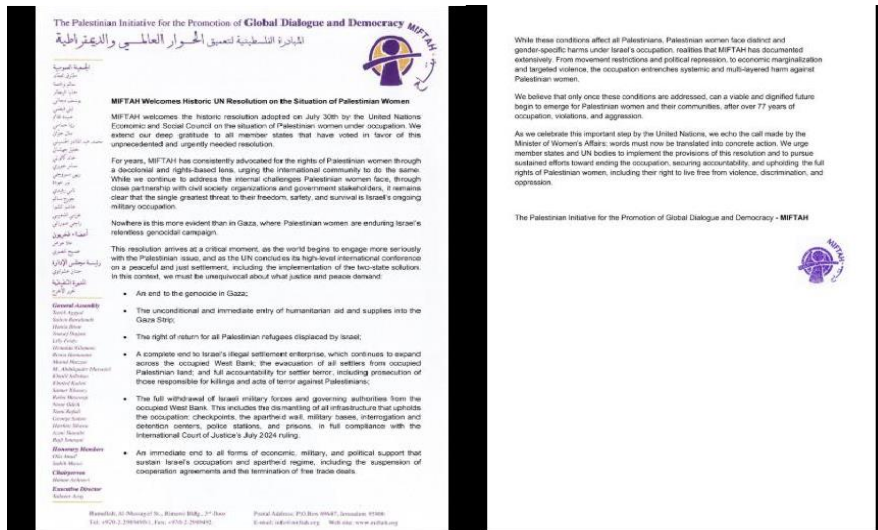 The Palestinian Initiative for the Promotion of Global Dialogue and Democracy
المبادرة الفلسطينية لتعميق الحوار العالمي والديمقراطية
MIFTAH
MIFTAH Welcomes Historic UN Resolution on the Situation of Palestinian Women
MIFTAH welcomes the historic resolution adopted on July 30th by the United Nations
Economic and Social Council on the situation of Palestinian women under occupation. We
extend our deep gratitude to all member states that have voted in favor of this
unprecedented and urgently needed resolution.
For years, MIFTAH has consistently advocated for the rights of Palestinian women through
a decolonial and rights-based lens, urging the international community to do the same.
While we continue to address the internal challenges Palestinian women face, through
close partnership with civil society organizations and government stakeholders, it remains
clear that the single greatest threat to their freedom, safety, and survival is Israel's ongoing
military occupation.
Nowhere is this more evident than in Gaza, where Palestinian women are enduring Israel's
relentless genocidal campaign.
This resolution arrives at a critical moment, as the world begins to engage more seriously
with the Palestinian issue, and as the UN concludes its high-level international conference
on a peaceful and just settlement, including the implementation of the two-state solution.
In this context, we must be unequivocal about what justice and peace demand:
• An end to the genocide in Gaza;
• The unconditional and immediate entry of humanitarian aid and supplies into the
Gaza Strip;
• The right of return for all Palestinian refugees displaced by Israel;
• A complete end to Israel's illegal settlement enterprise, which continues to expand
across the occupied West Bank; the evacuation of all settlers from occupied
Palestinian land; and full accountability for settler terror, including prosecution of
those responsible for killings and acts of terror against Palestinians;
• The full withdrawal of Israeli military forces and governing authorities from the
occupied West Bank. This includes the dismantling of all infrastructure that upholds
the occupation: checkpoints, the apartheid wall, military bases, interrogation and
detention centers, police stations, and prisons, in full compliance with the
International Court of Justice's July 2024 ruling.
• An immediate end to all forms of economic, military, and political support that
sustain Israel's occupation and apartheid regime, including the suspension of
cooperation agreements and the termination of free trade deals.
General Assembly
Honorary Members
Chairperson
Executive Director
While these conditions affect all Palestinians, Palestinian women face distinct and
gender-specific harms under Israel's occupation, realities that MIFTAH has documented
extensively. From movement restrictions and political repression, to economic marginalization
and targeted violence, the occupation entrenches systemic and multi-layered harm against
Palestinian women.
We believe that only once these conditions are addressed, can a viable and dignified future
begin to emerge for Palestinian women and their communities, after over 77 years of
occupation, violations, and aggression.
As we celebrate this important step by the United Nations, we echo the call made by the
Minister of Women's Affairs; words must now be translated into concrete action. We urge
member states and UN bodies to implement the provisions of this resolution and to pursue
sustained efforts toward ending the occupation, securing accountability, and upholding the full
rights of Palestinian women, including their right to live free from violence, discrimination, and
oppression.
The Palestinian Initiative for the Promotion of Global Dialogue and Democracy - MIFTAH
MIFTAH